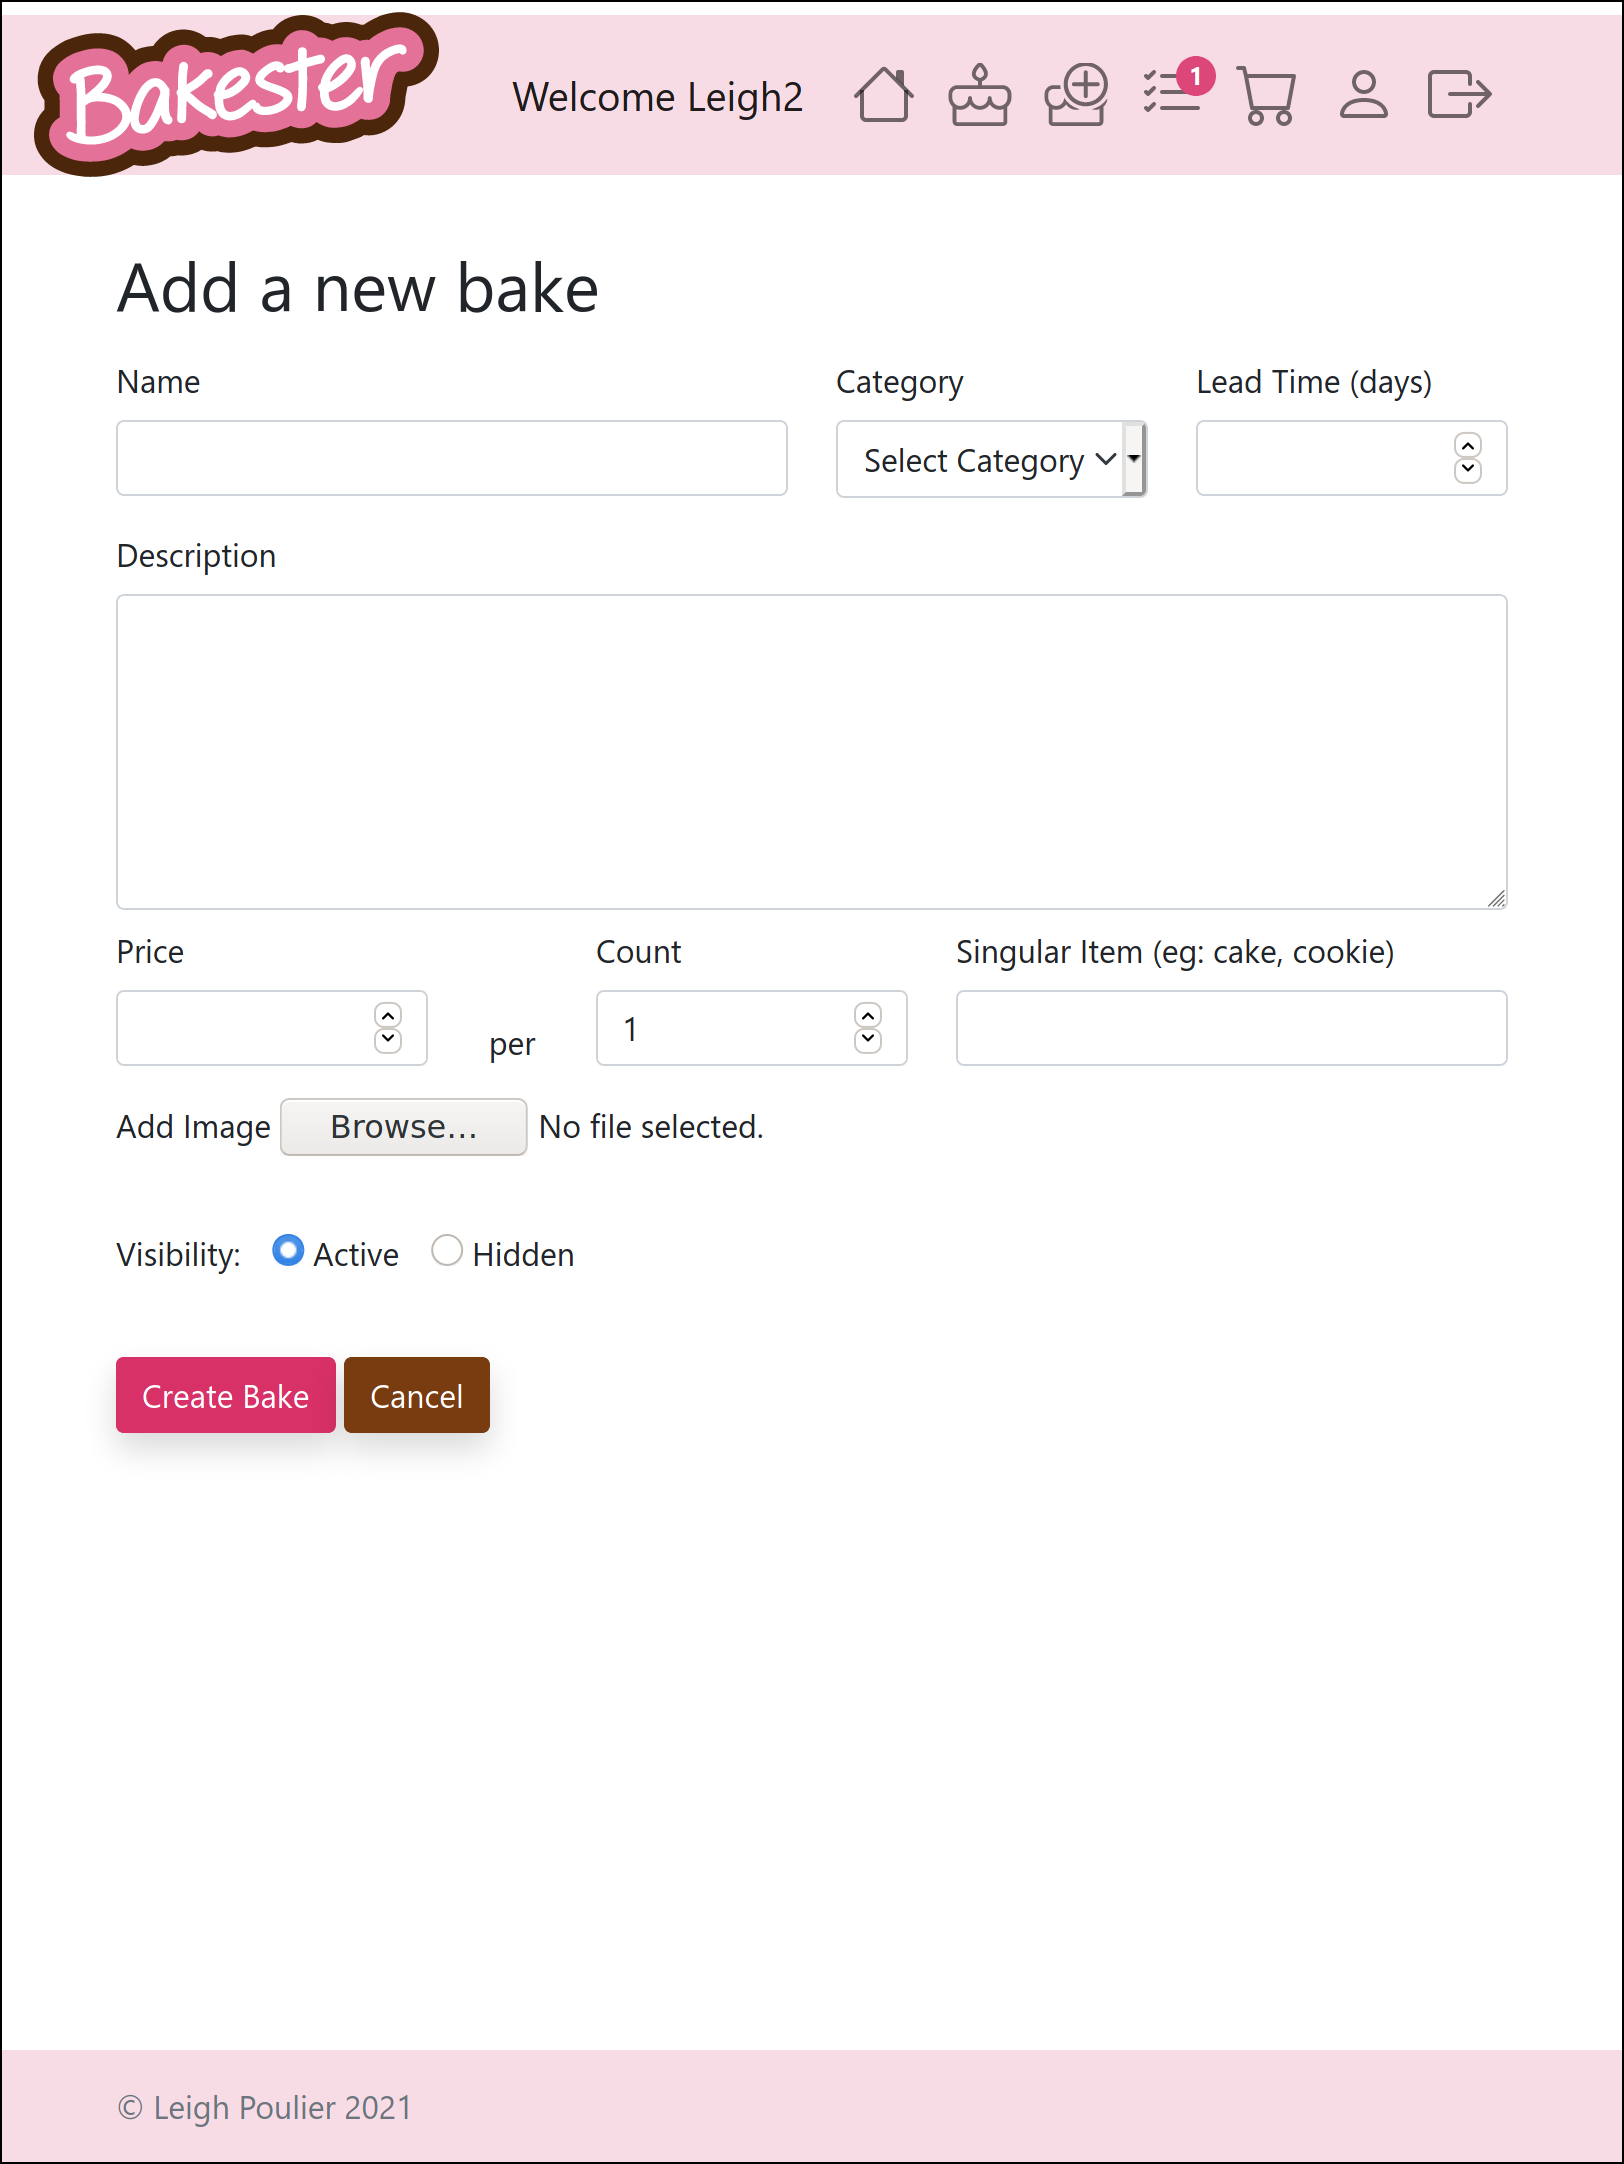 Bakester
Welcome Leigh2
1
Add a new bake
Name Category Lead Time (days)
Select Category
Description
Price Count Singular Item (eg: cake, cookie)
per 1
Add Image Browse... No file selected.
Visibility: Active Hidden
Create Bake Cancel
© Leigh Poulier 2021